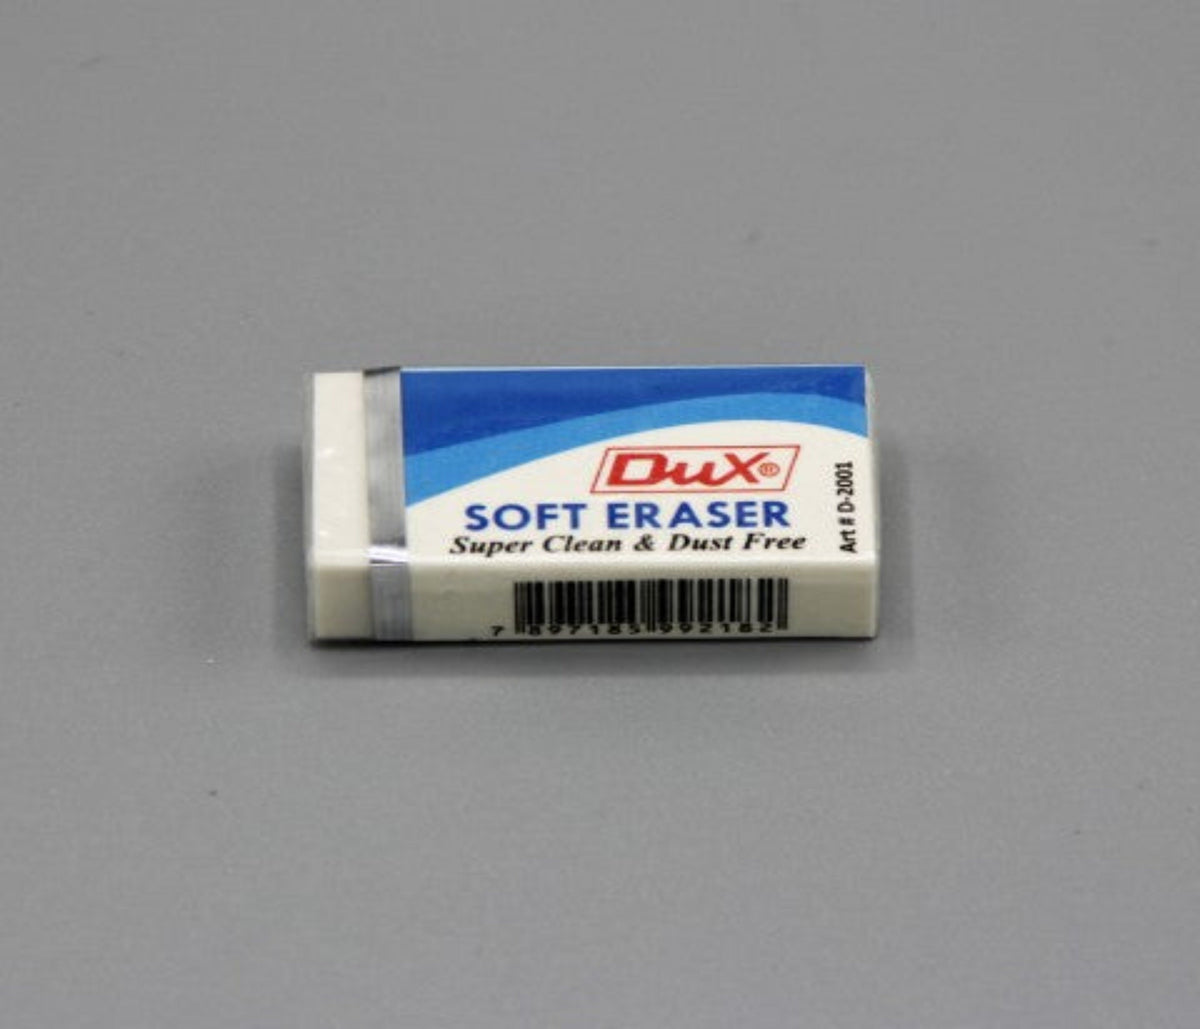 DuX®
SOFT ERASER
Super Clean & Dust Free
Art # D-2001
7 897185 992182